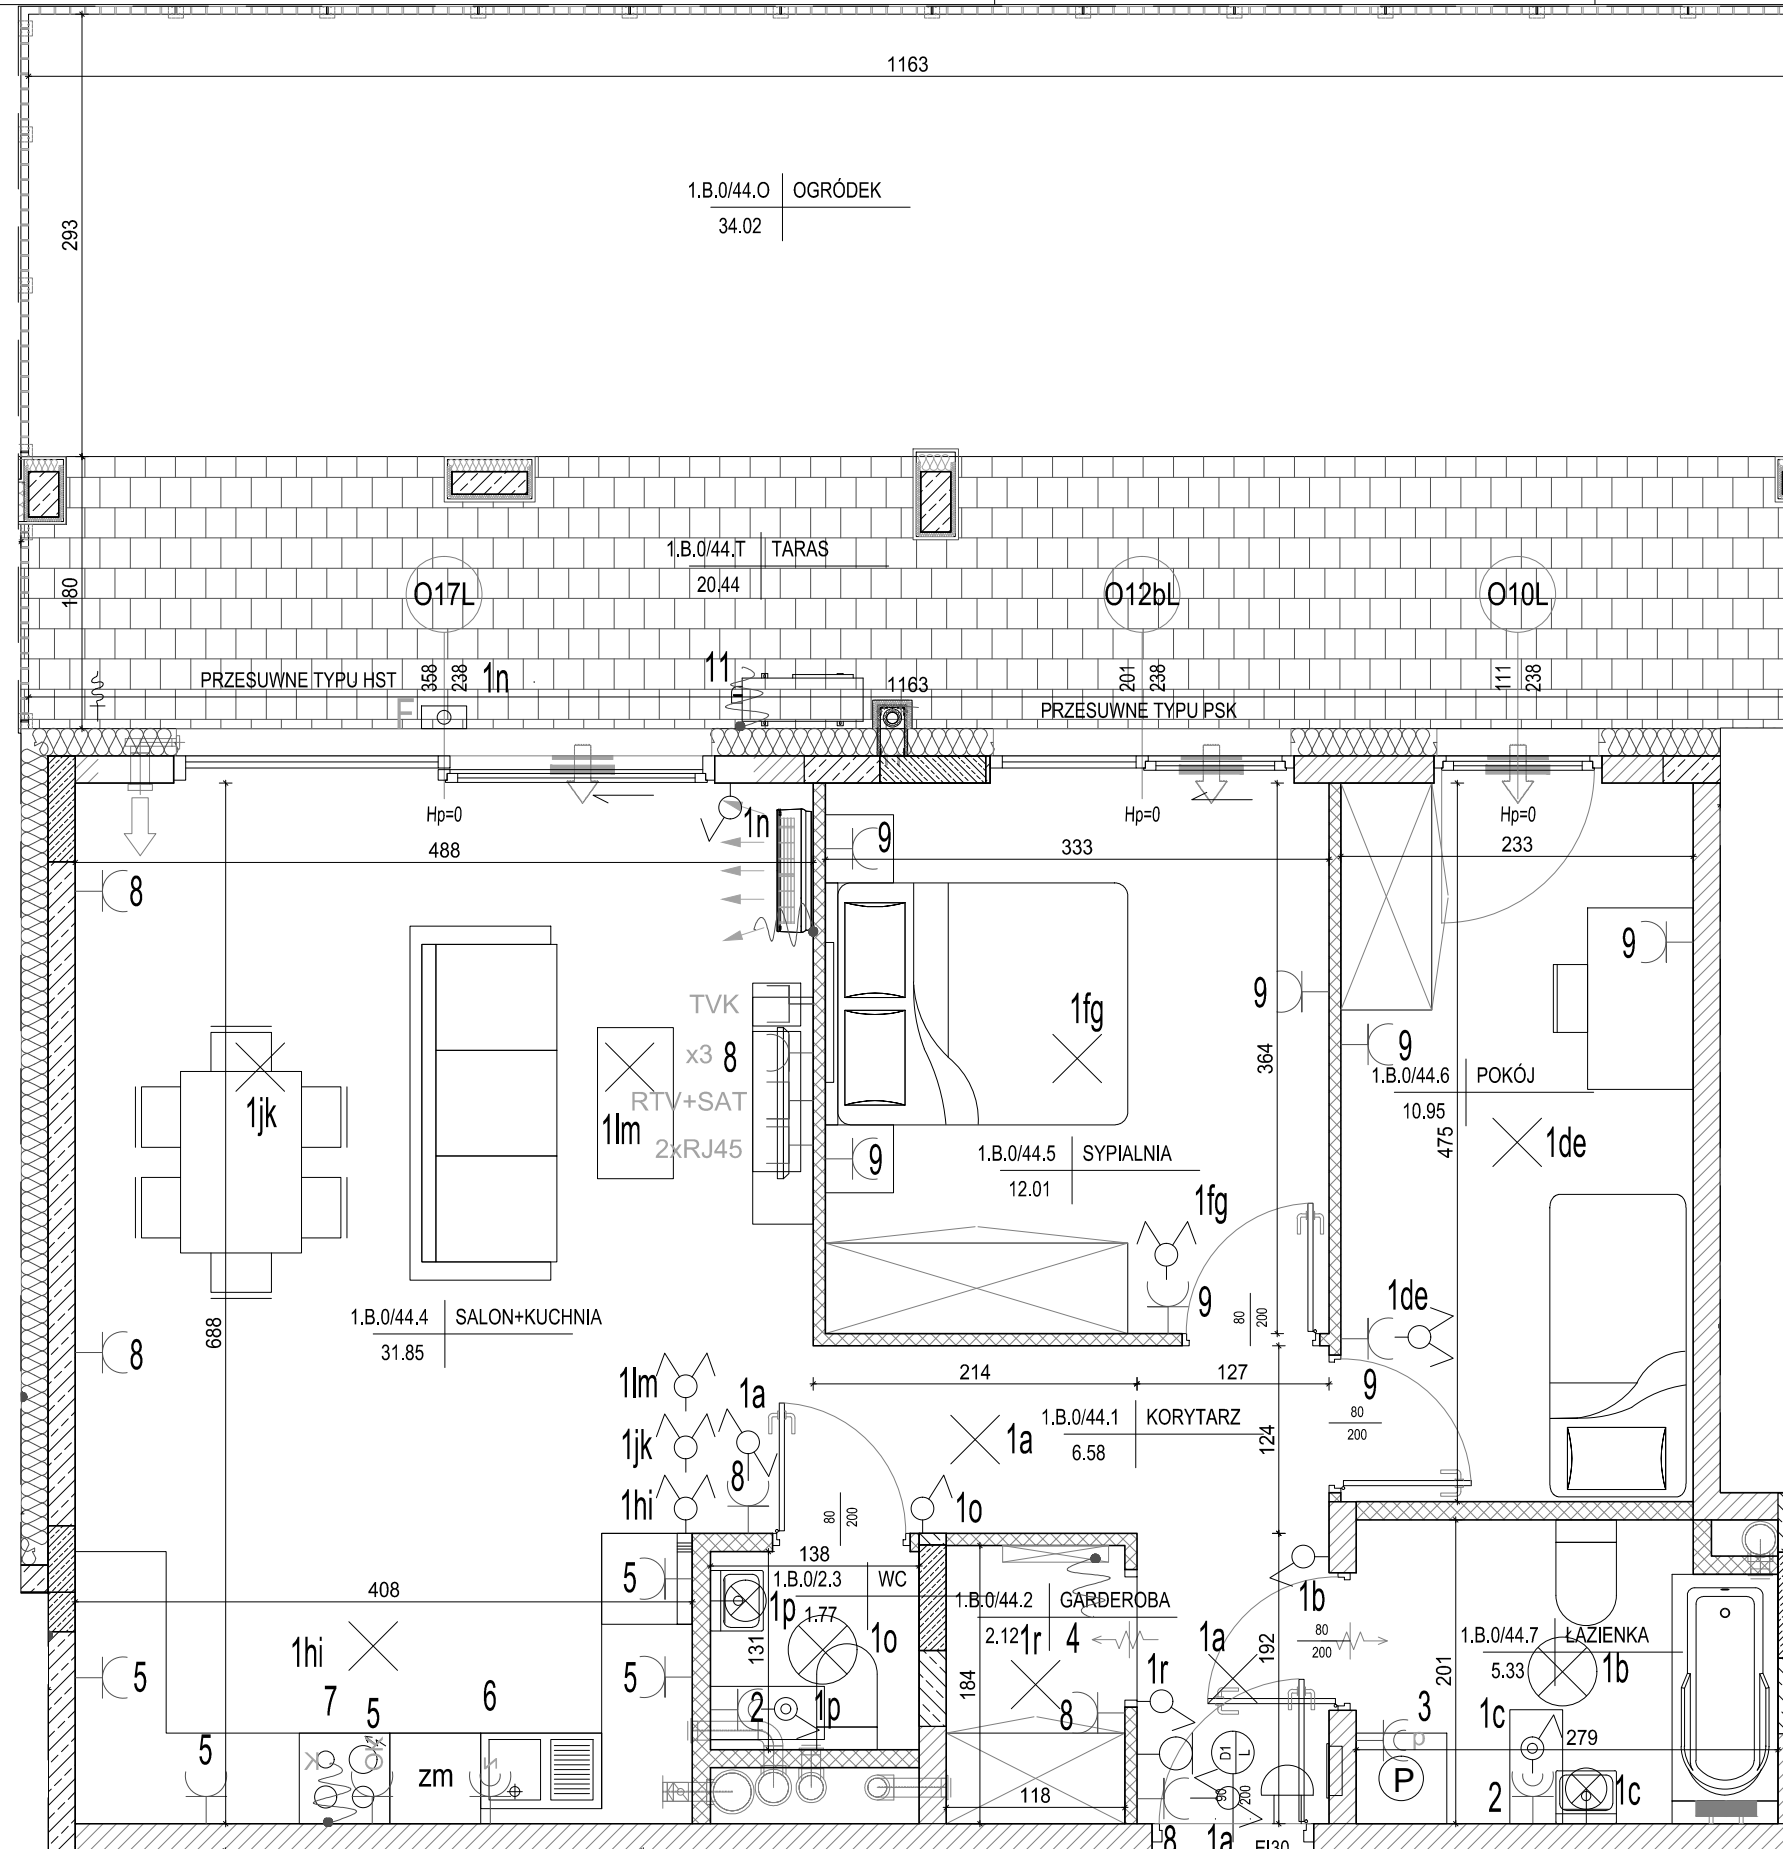 1163
1.B.0/44.O OGRÓDEK
34.02
293
1.B.0/44.T TARAS
20.44
180
O17L
O12bL
O10L
PRZESUWNE TYPU HST
358
238
1n
11
1163
201
238
PRZESUWNE TYPU PSK
111
238
F
Hp=0
Hp=0
Hp=0
1n
9
488
333
233
8
9
9
TVK
1fg
x3 8
364
9
1.B.0/44.6 POKÓJ
10.95
RTV+SAT
1jk
1lm
2xRJ45
475
1de
1.B.0/44.5 SYPIALNIA
12.01
9
1fg
9
80
200
1de
1.B.0/44.4 SALON+KUCHNIA
31.85
688
8
214
127
9
1lm
1a
80
200
1.B.0/44.1 KORYTARZ
6.58
1a
124
1jk
8
1hi
80
200
1o
138
5
1.B.0/2.3 WC
1.77
408
1.B.0/44.2 GARDEROBA
2.12
1r
4
1p
1o
131
1b
1a
192
80
200
1.B.0/44.7 ŁAZIENKA
5.33
1b
201
1hi
5
5
184
1r
7
5
6
2
1p
8
3
1c
279
5
K
zm
p
P
D1
L
90
200
118
2
1c
8
1a
EI30